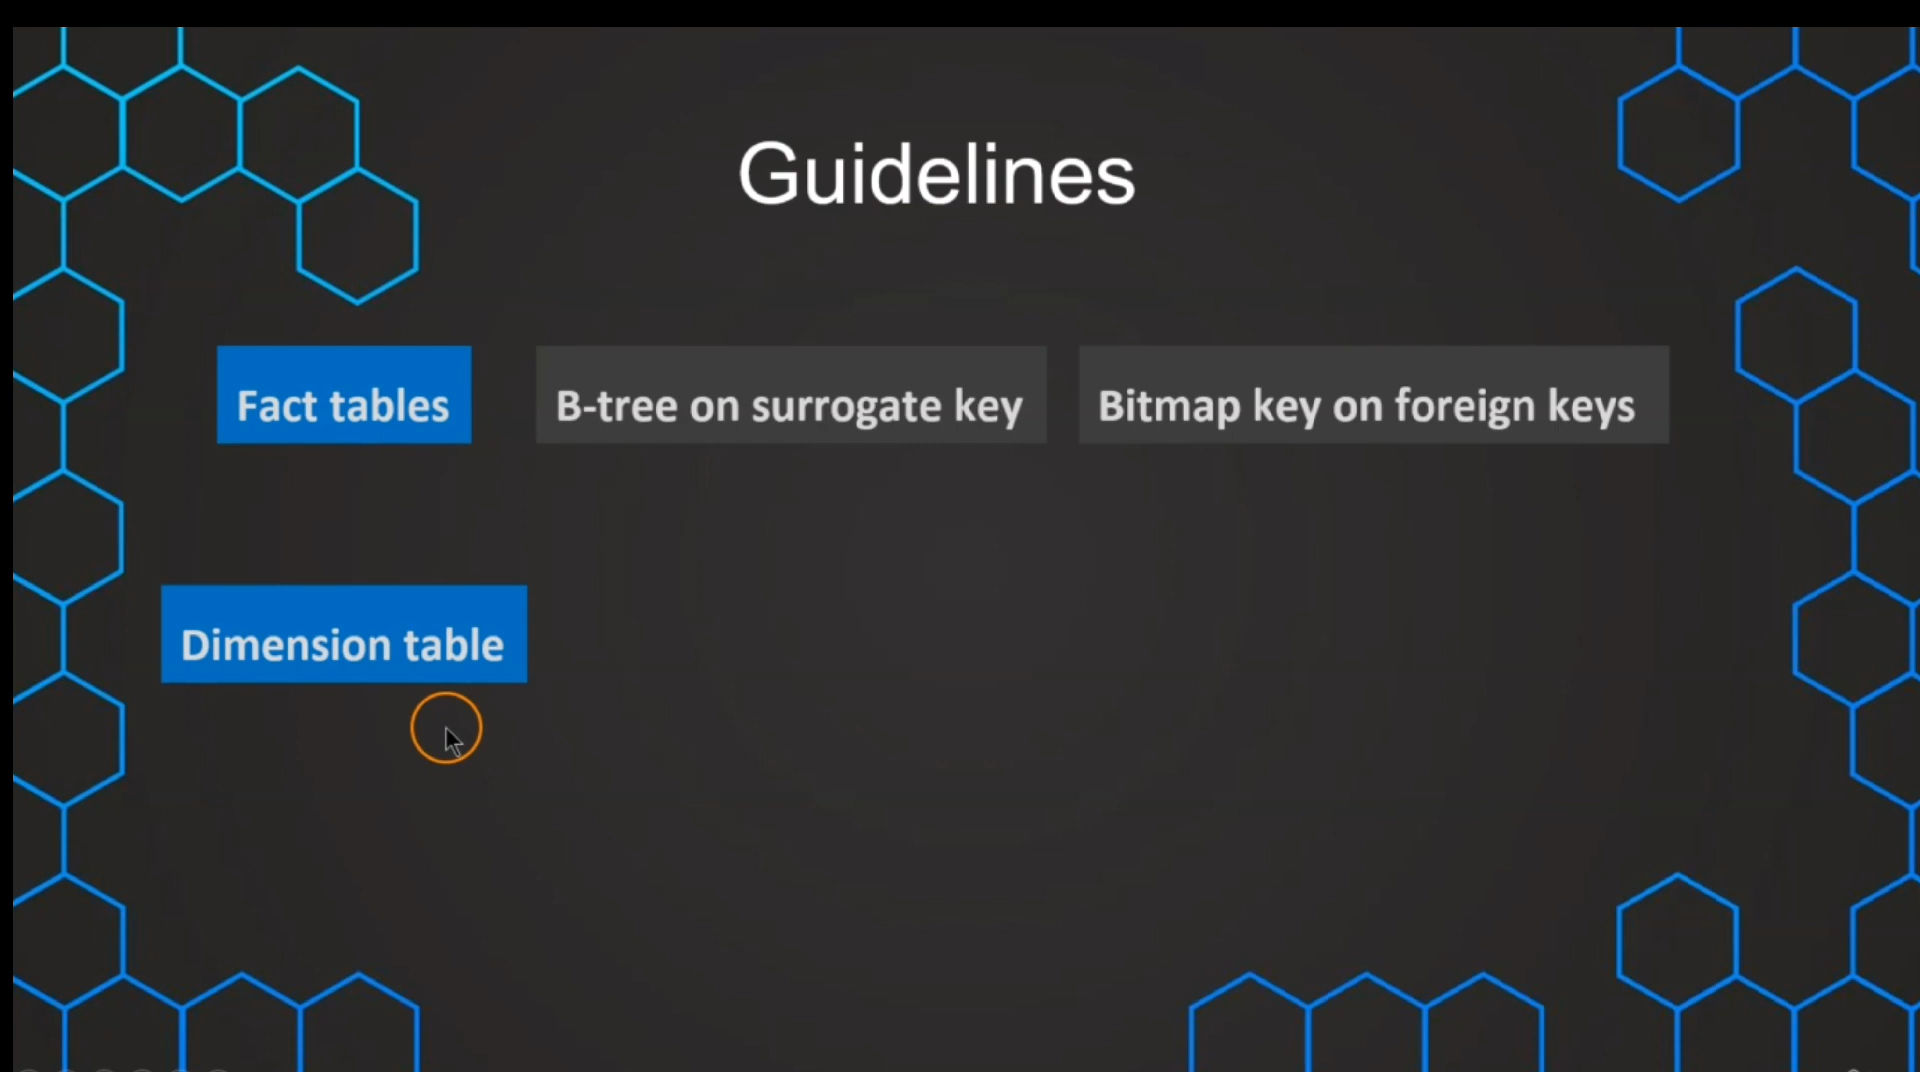 Guidelines
Fact tables
B-tree on surrogate key
Bitmap key on foreign keys
Dimension table